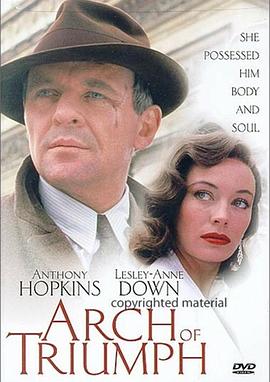 SHE
POSSESSED
HIM
BODY
AND
SOUL
ANTHONY LESLEY-ANNE
HOPKINS DOWN
copyrighted material
ARCH OF
TRIUMPH
DVD